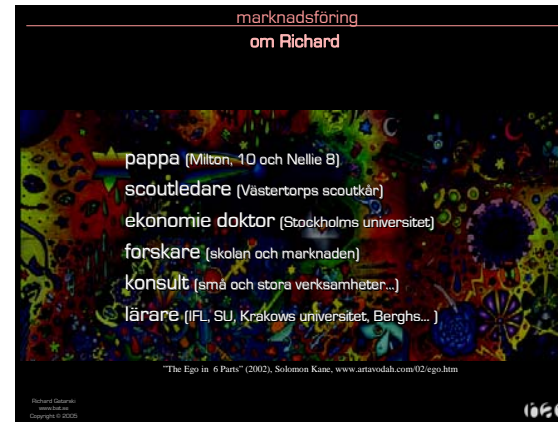 marknadsföring
om Richard
pappa (Milton, 10 och Nellie 8)
scoutledare (Västertorps scoutkår)
ekonomie doktor (Stockholms universitet)
forskare (skolan och marknaden)
konsult (små och stora verksamheter...)
lärare (IFL, SU, Krakows universitet, Berghs... )
"The Ego in 6 Parts" (2002), Solomon Kane, www.artavodah.com/02/ego.htm
Richard Gatarski
www.bat.se
Copyright © 2005